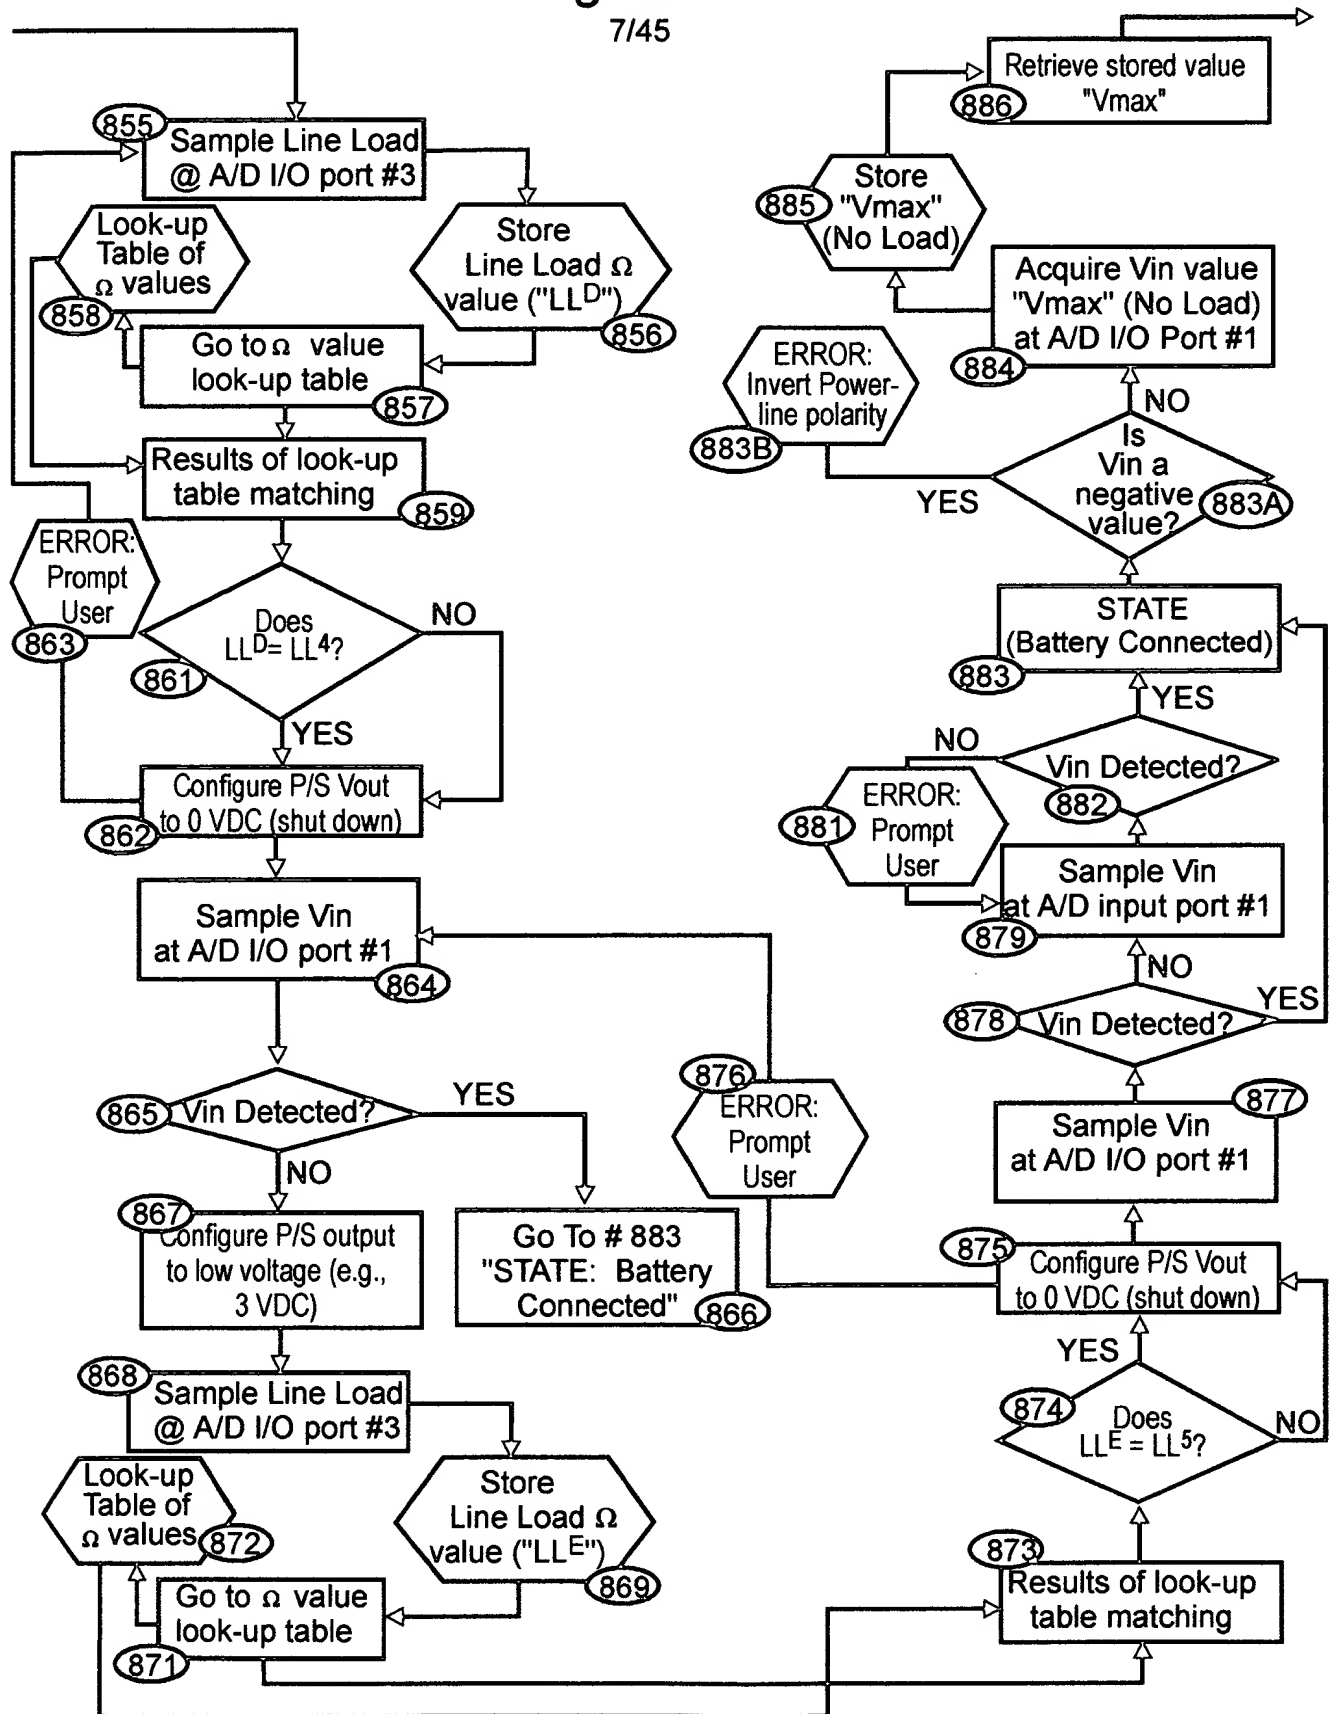 7/45
855
Sample Line Load
@ A/D I/O port #3
Look-up
Table of
Ω values
858
Store
Line Load Ω
value ("LLD")
856
Go to Ω value
look-up table
857
Results of look-up
table matching
859
ERROR:
Prompt
User
863
Does
LLD= LL4?
861
NO
YES
Configure P/S Vout
to 0 VDC (shut down)
862
Sample Vin
at A/D I/O port #1
864
865
Vin Detected?
YES
NO
867
Configure P/S output
to low voltage (e.g.,
3 VDC)
Go To # 883
"STATE: Battery
Connected"
866
868
Sample Line Load
@ A/D I/O port #3
Look-up
Table of
Ω values
872
Store
Line Load Ω
value ("LLE")
869
Go to Ω value
look-up table
871
873
Results of look-up
table matching
874
Does
LLE = LL5?
NO
YES
875
Configure P/S Vout
to 0 VDC (shut down)
876
ERROR:
Prompt
User
877
Sample Vin
at A/D I/O port #1
878
Vin Detected?
YES
NO
Sample Vin
at A/D input port #1
879
881
ERROR:
Prompt
User
NO
Vin Detected?
882
YES
STATE
(Battery Connected)
883
Is
Vin a
negative
value?
883A
YES
NO
ERROR:
Invert Power-
line polarity
883B
Acquire Vin value
"Vmax" (No Load)
at A/D I/O Port #1
884
Store
"Vmax"
(No Load)
885
Retrieve stored value
"Vmax"
886